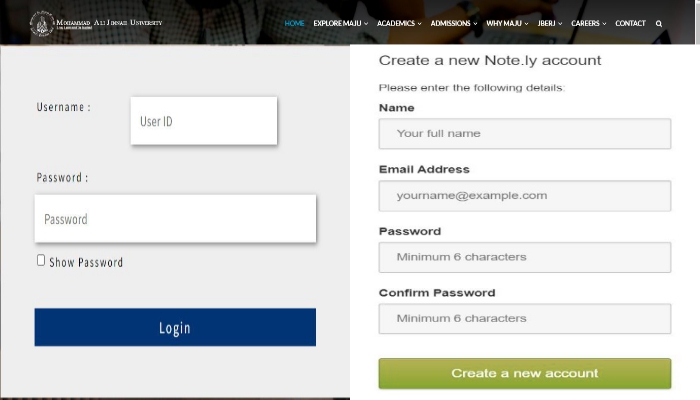 Mohammad Ali Jinnah University
HOME EXPLORE MAJU ACADEMICS ADMISSIONS WHY MAJU JBERJ CAREERS CONTACT
Username :
User ID
Password :
Password
Show Password
Login
Create a new Note.ly account
Please enter the following details:
Name
Your full name
Email Address
yourname@example.com
Password
Minimum 6 characters
Confirm Password
Minimum 6 characters
Create a new account